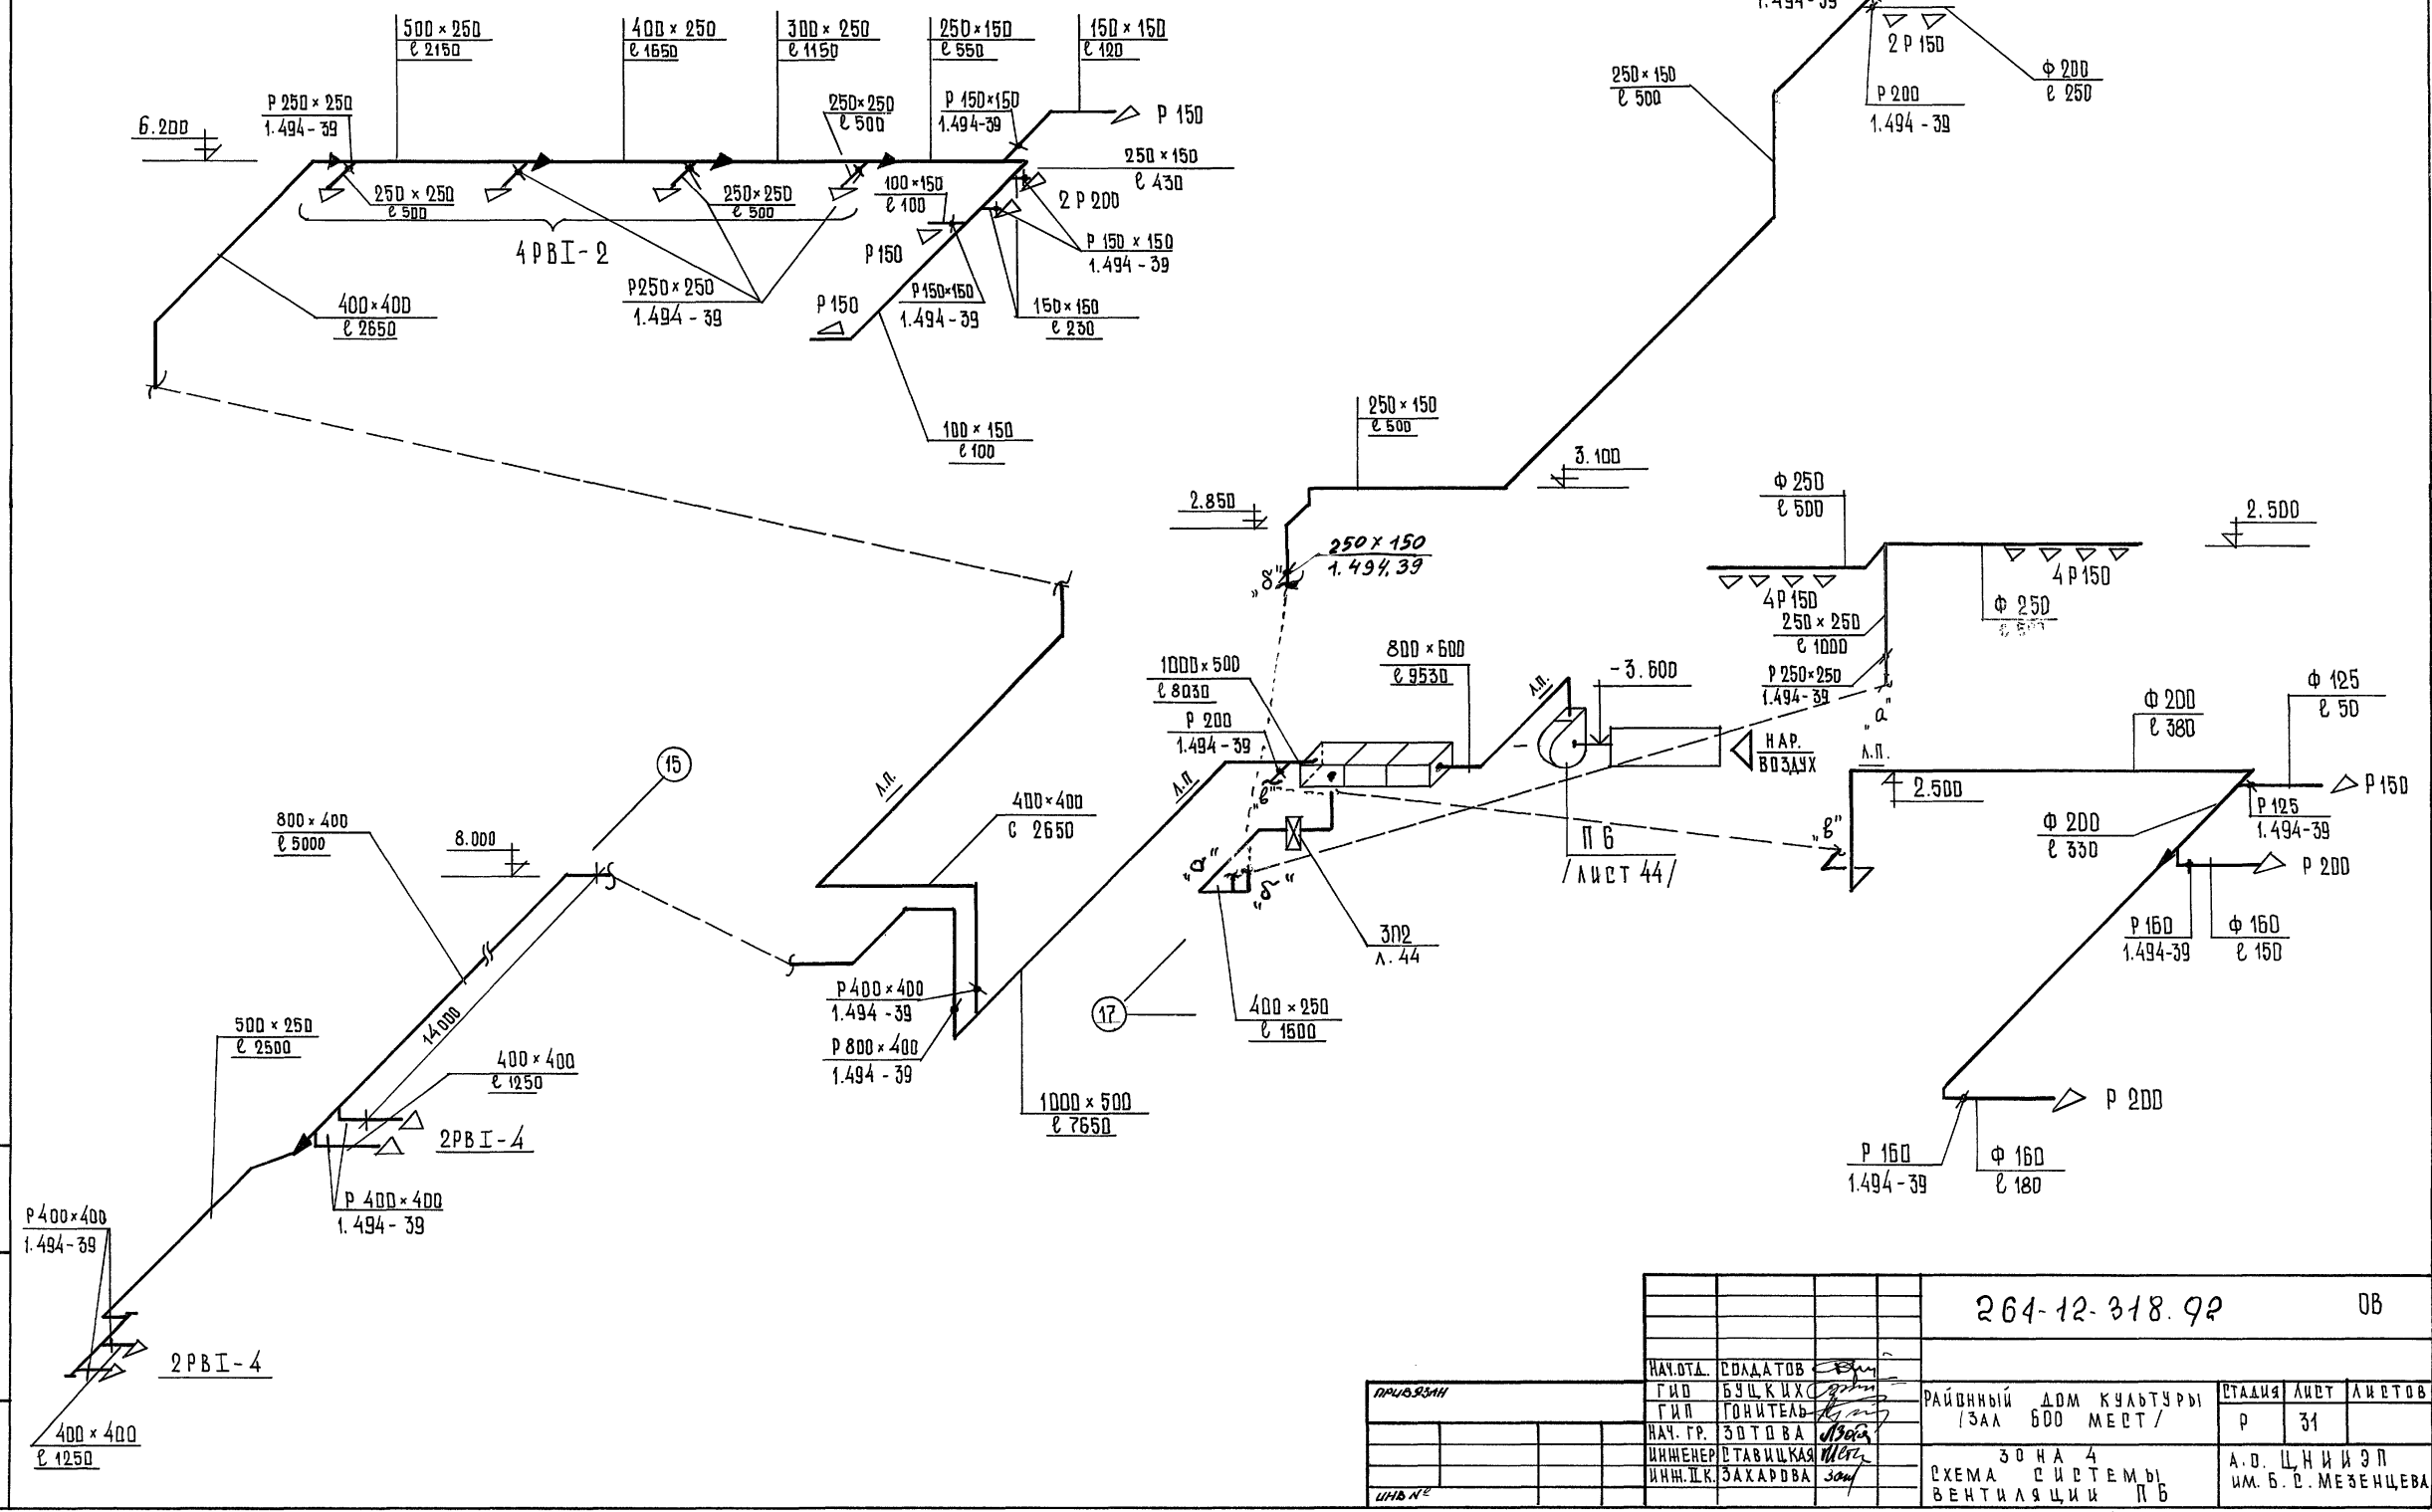 500 × 250
ℓ 2150
400 × 250
ℓ 1650
300 × 250
ℓ 1150
250×150
ℓ 550
150 × 150
ℓ 120
1.494-39
2 Р 150
Ф 200
ℓ 250
250×150
ℓ 500
Р 200
1.494-39
6.200
Р 250×250
1.494-39
250×250
ℓ 500
Р 150×150
1.494-39
Р 150
250×150
ℓ 430
250×250
ℓ 500
250×250
ℓ 500
100×150
ℓ 100
2 Р 200
4РВI-2
Р150
Р 150×150
1.494-39
400×400
ℓ 2650
Р250×250
1.494-39
Р150
Р150×150
1.494-39
150×150
ℓ 230
100×150
ℓ 100
250×150
ℓ 500
3.100
2.850
250×150
1.494.39
„б"
Ф 250
ℓ 500
2.500
4Р150
4Р150
Ф 250
250×250
ℓ 1000
Р 250×250
1.494-39
„а"
1000×500
ℓ 8030
800×600
ℓ 9530
Л.П.
-3.600
Р 200
1.494-39
„в"
НАР.
ВОЗДУХ
Л.П.
2.500
Ф 200
ℓ 380
Ф 125
ℓ 50
Р150
Р125
1.494-39
Ф 200
ℓ 330
„в"
Р 200
Р 160
1.494-39
Ф 160
ℓ 150
15
Л.П.
Л.П
400×400
С 2650
800×400
ℓ 5000
8.000
„а"
„б"
П 6
/ЛИСТ 44/
ЗП2
Л. 44
17
400×250
ℓ 1500
Р400×400
1.494-39
Р 800×400
1.494-39
1000×500
ℓ 7650
500×250
ℓ 2500
14000
400×400
ℓ 1250
2РВI-4
Р 400×400
1.494-39
Р400×400
1.494-39
2РВI-4
400×400
ℓ 1250
Р 200
Р 160
1.494-39
Ф 160
ℓ 180
264-12-318.92 ОВ
НАЧ.ОТД. СОЛДАТОВ
ГИП БУЦКИХ
ГИП ГОНИТЕЛЬ
НАЧ. ГР. ЗОТОВА
ИНЖЕНЕР СТАВИЦКАЯ
ИНЖ.IIК. ЗАХАРОВА
ПРИВЯЗАН
ИНВ №
РАЙОННЫЙ ДОМ КУЛЬТУРЫ
/ЗАЛ 600 МЕСТ/
СТАДИЯ ЛИСТ ЛИСТОВ
Р 31
ЗОНА 4
СХЕМА СИСТЕМЫ
ВЕНТИЛЯЦИИ П6
А.О. ЦНИИЭП
ИМ. Б.С. МЕЗЕНЦЕВА